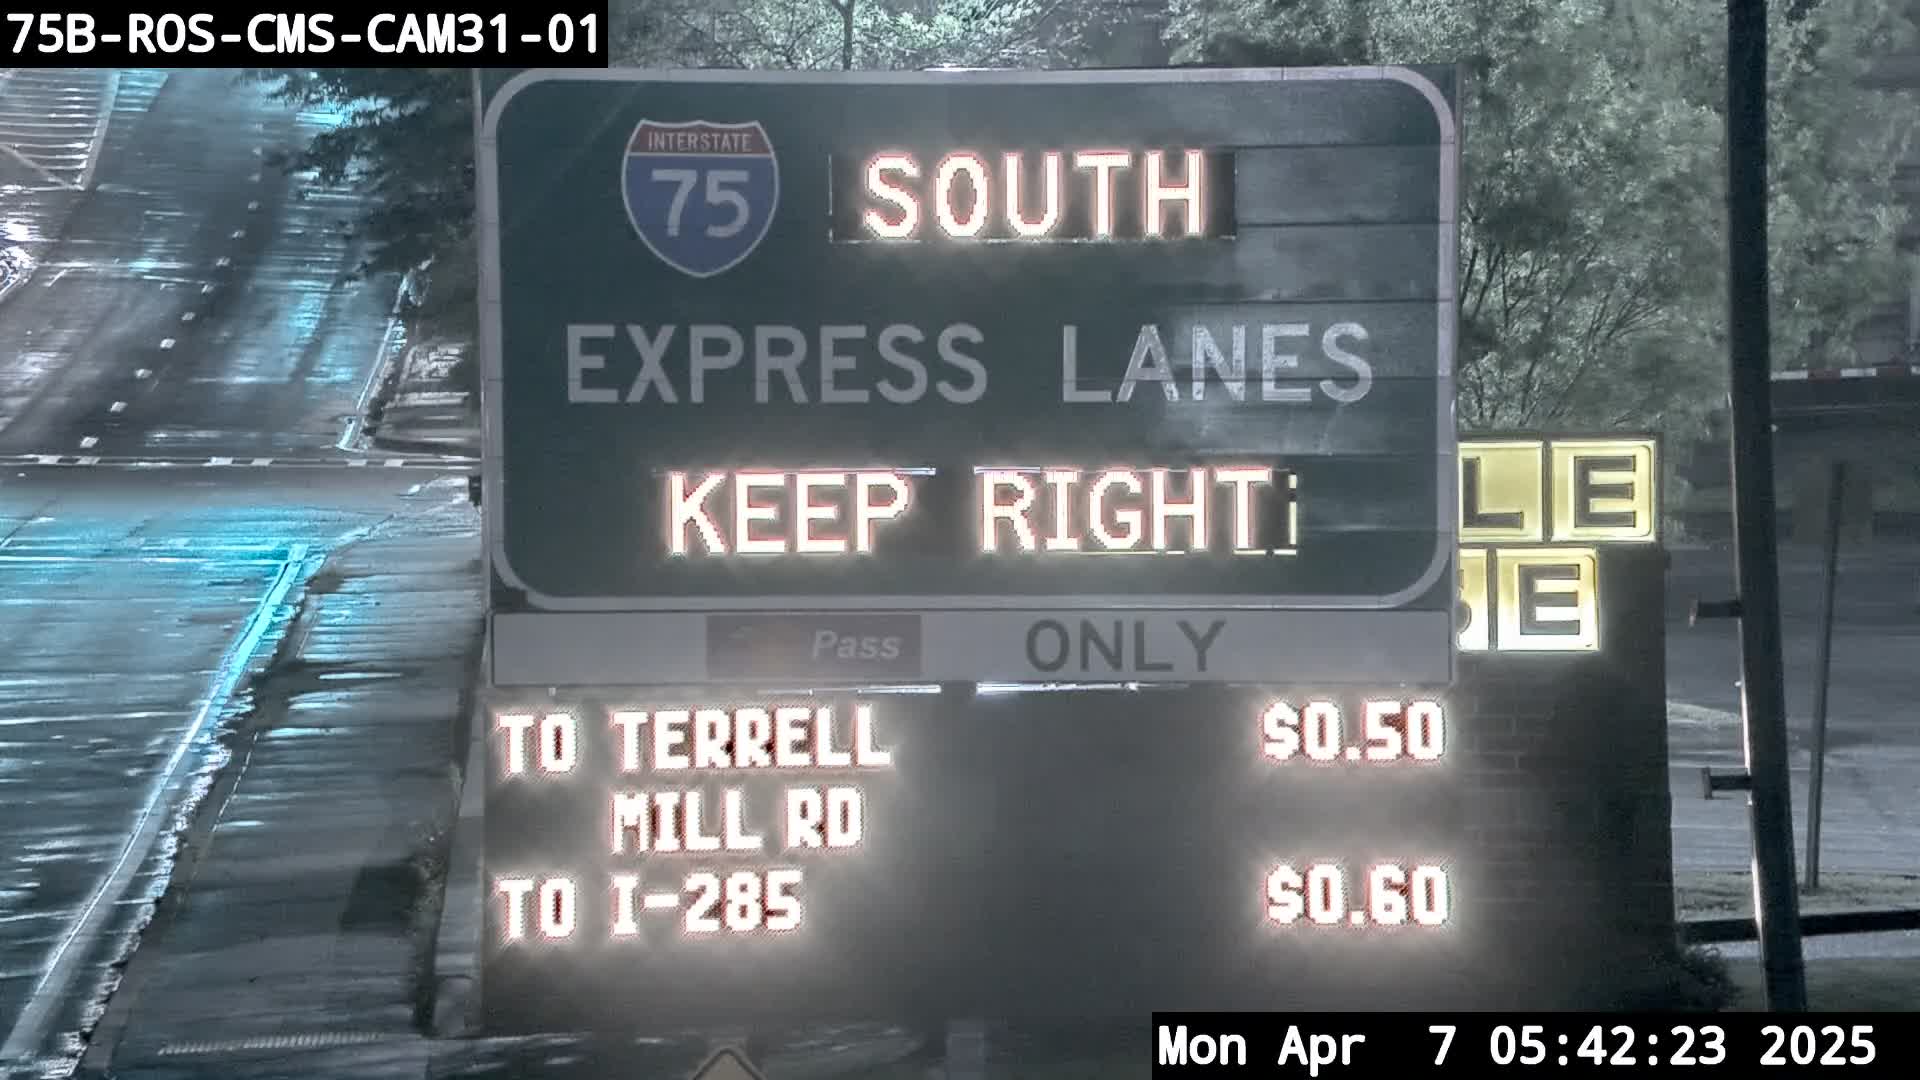 75B-ROS-CMS-CAM31-01
INTERSTATE
75
SOUTH
EXPRESS LANES
KEEP RIGHT
Pass ONLY
TO TERRELL $0.50
MILL RD
TO I-285 $0.60
LE
E
Mon Apr 7 05:42:23 2025